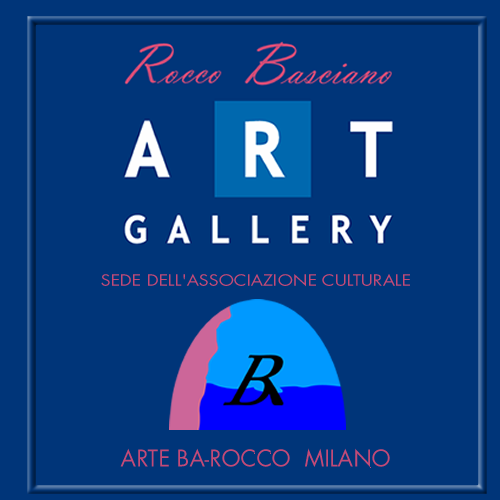 Rocco Basciano
ART
GALLERY
SEDE DELL'ASSOCIAZIONE CULTURALE
BR
ARTE BA-ROCCO MILANO